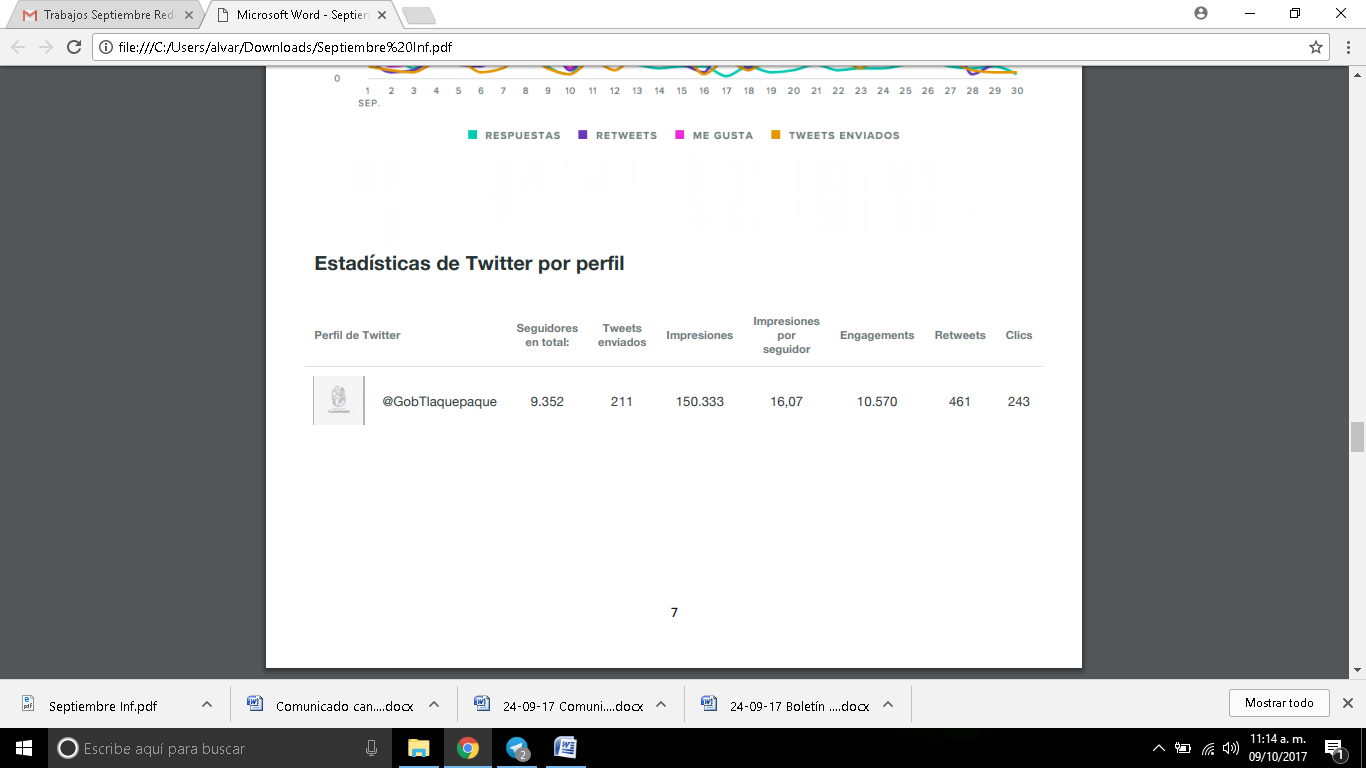 Trabajos Septiembre Red
Microsoft Word - Septiem
file:///C:/Users/alvar/Downloads/Septiembre%20Inf.pdf
0
1 2 3 4 5 6 7 8 9 10 11 12 13 14 15 16 17 18 19 20 21 22 23 24 25 26 27 28 29 30
SEP.
RESPUESTAS RETWEETS ME GUSTA TWEETS ENVIADOS
Estadísticas de Twitter por perfil
Perfil de Twitter Seguidores en total: Tweets enviados Impresiones Impresiones por seguidor Engagements Retweets Clics
@GobTlaquepaque 9.352 211 150.333 16,07 10.570 461 243
7
Septiembre Inf.pdf Comunicado can....docx 24-09-17 Comuni....docx 24-09-17 Boletín ....docx Mostrar todo
Escribe aquí para buscar 2 11:14 a. m.
09/10/2017 1